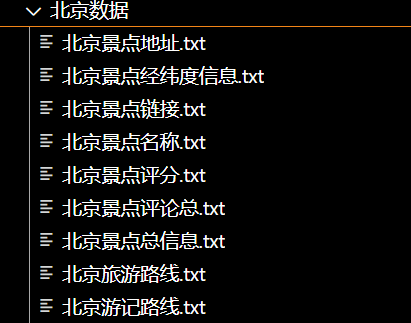 北京数据
北京景点地址.txt
北京景点经纬度信息.txt
北京景点链接.txt
北京景点名称.txt
北京景点评分.txt
北京景点评论总.txt
北京景点总信息.txt
北京旅游路线.txt
北京游记路线.txt